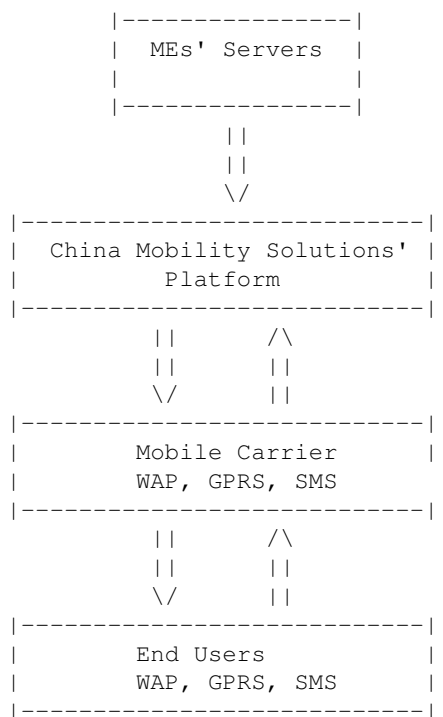 MEs' Servers
China Mobility Solutions'
Platform
Mobile Carrier
WAP, GPRS, SMS
End Users
WAP, GPRS, SMS